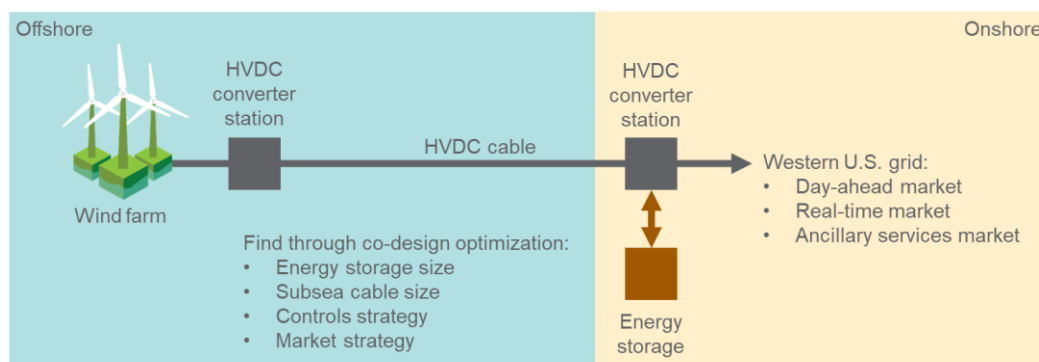 Offshore
Onshore
HVDC
converter
station
HVDC
converter
station
HVDC cable
Wind farm
Western U.S. grid:
• Day-ahead market
• Real-time market
• Ancillary services market
Find through co-design optimization:
• Energy storage size
• Subsea cable size
• Controls strategy
• Market strategy
Energy
storage